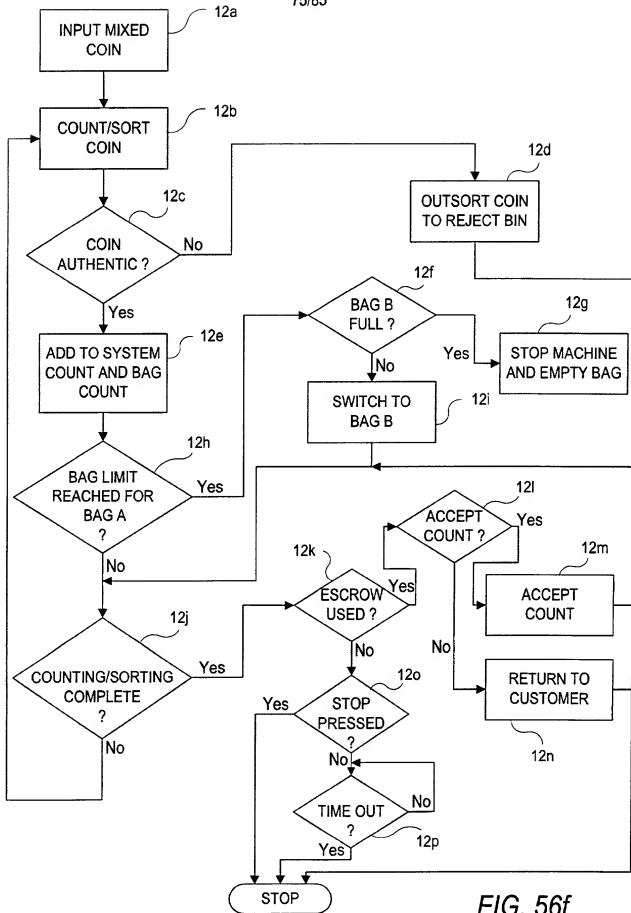 75/85
INPUT MIXED
COIN
12a
COUNT/SORT
COIN
12b
COIN
AUTHENTIC ?
12c
No
Yes
OUTSORT COIN
TO REJECT BIN
12d
ADD TO SYSTEM
COUNT AND BAG
COUNT
12e
BAG B
FULL ?
12f
Yes
No
STOP MACHINE
AND EMPTY BAG
12g
SWITCH TO
BAG B
12i
BAG LIMIT
REACHED FOR
BAG A
?
12h
Yes
No
COUNTING/SORTING
COMPLETE
?
12j
Yes
No
ESCROW
USED ?
12k
Yes
No
ACCEPT
COUNT ?
12l
Yes
No
ACCEPT
COUNT
12m
RETURN TO
CUSTOMER
12n
STOP
PRESSED
?
12o
Yes
No
TIME OUT
?
12p
No
Yes
STOP
FIG. 56f